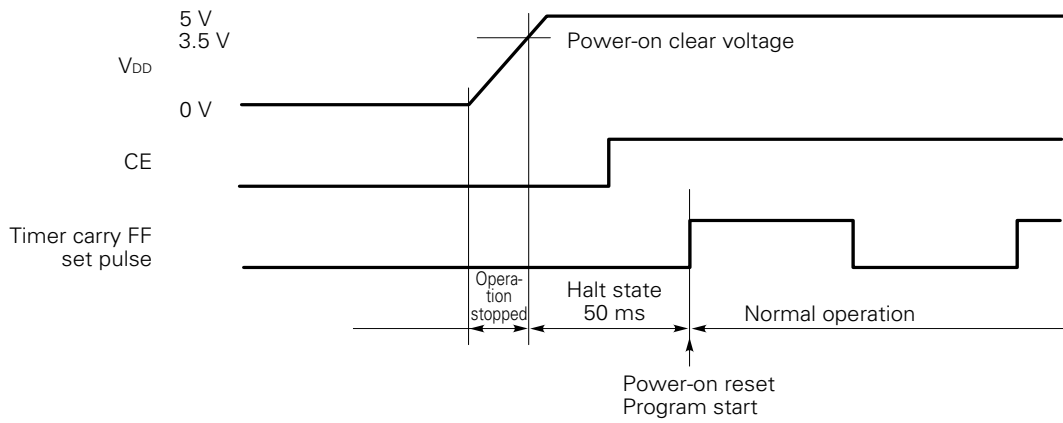 5 V
3.5 V
Power-on clear voltage
VDD
0 V
CE
Timer carry FF
set pulse
Opera-
tion
stopped
Halt state
50 ms
Normal operation
Power-on reset
Program start